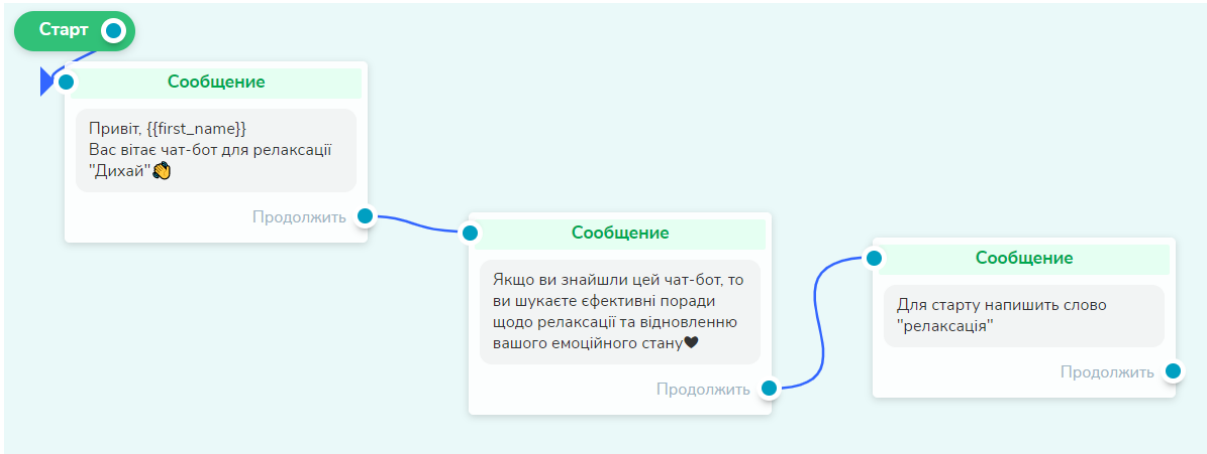 Старт
Сообщение
Привіт, {{first_name}}
Вас вітає чат-бот для релаксації
"Дихай"👏
Продолжить
Сообщение
Якщо ви знайшли цей чат-бот, то
ви шукаєте єфективні поради
щодо релаксації та відновленню
вашого емоційного стану🖤
Продолжить
Сообщение
Для старту напишить слово
"релаксація"
Продолжить